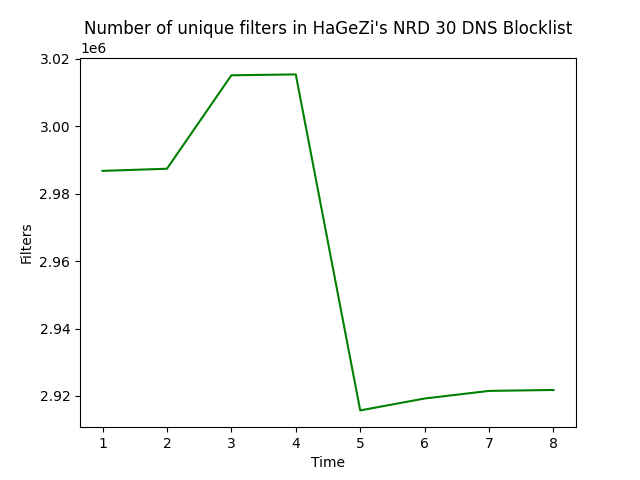 Number of unique filters in HaGeZi's NRD 30 DNS Blocklist
1e6
3.02
3.00
2.98
2.96
2.94
2.92
Filters
1 2 3 4 5 6 7 8
Time